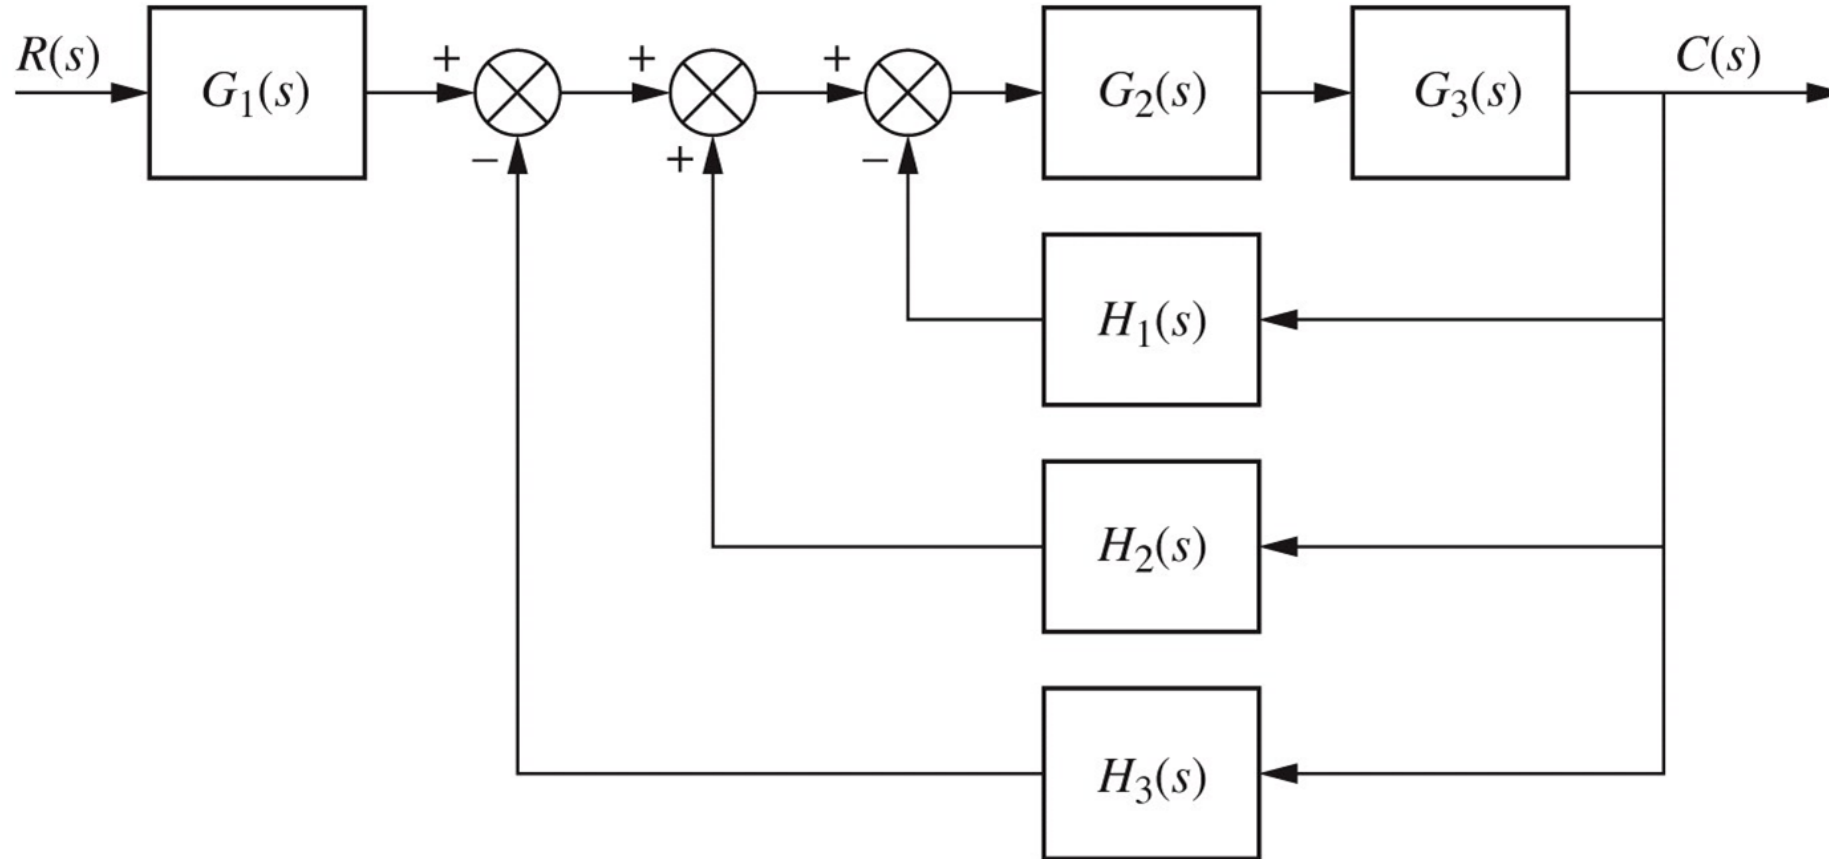 R(s)
G₁(s)
+
−
+
+
+
−
G₂(s)
G₃(s)
C(s)
H₁(s)
H₂(s)
H₃(s)